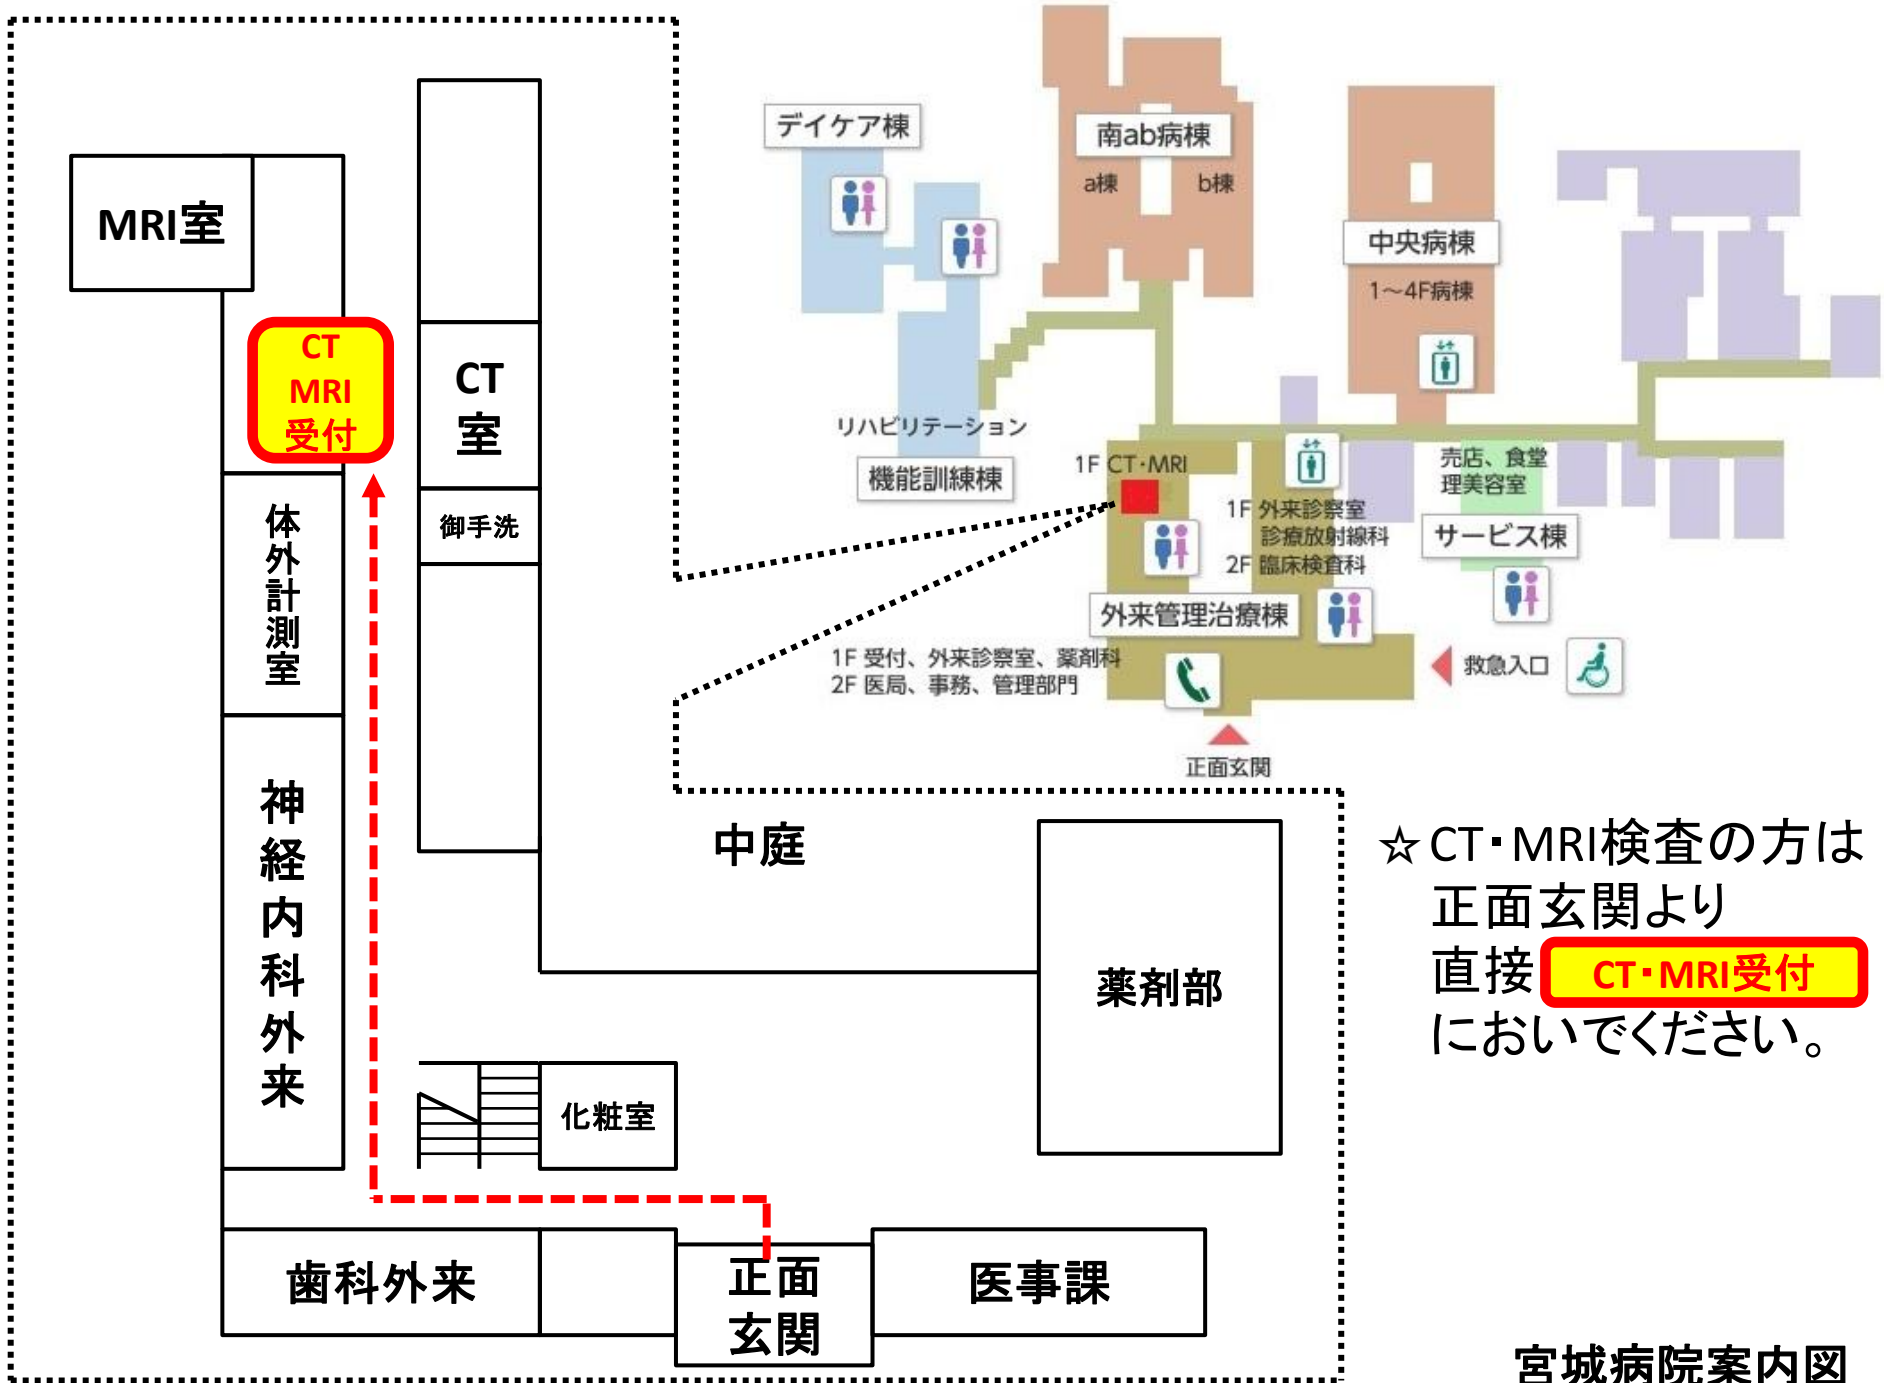 MRI室
CT
MRI
受付
CT
室
御手洗
体外計測室
神経内科外来
中庭
薬剤部
化粧室
歯科外来
正面
玄関
医事課
デイケア棟
南ab病棟
a棟
b棟
中央病棟
1〜4F病棟
リハビリテーション
機能訓練棟
1F CT・MRI
1F 外来診察室
診療放射線科
2F 臨床検査科
売店、食堂
理美容室
サービス棟
外来管理治療棟
1F 受付、外来診察室、薬剤科
2F 医局、事務、管理部門
救急入口
正面玄関
☆CT・MRI検査の方は
正面玄関より
直接 CT・MRI受付
においでください。
宮城病院案内図